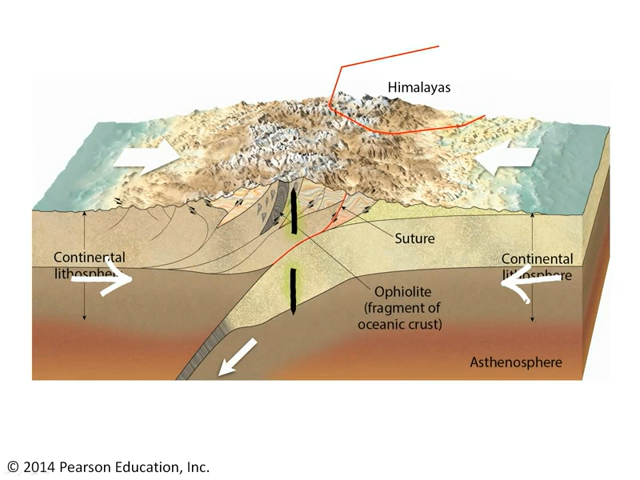 Himalayas
Suture
Continental
lithosphere
Continental
lithosphere
Ophiolite
(fragment of
oceanic crust)
Asthenosphere
© 2014 Pearson Education, Inc.